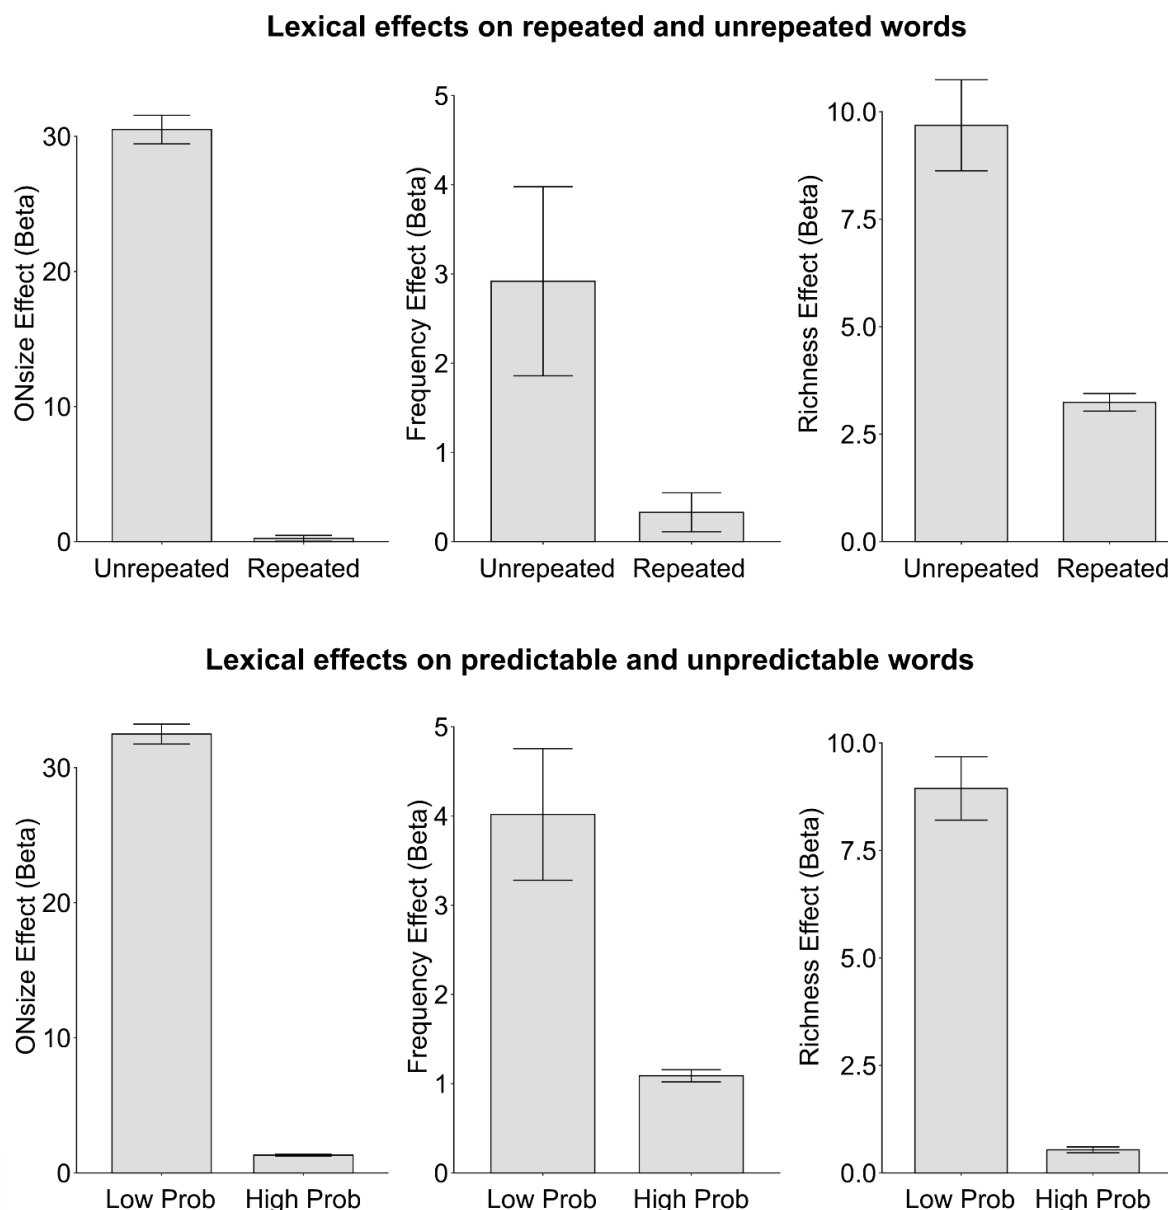 Lexical effects on repeated and unrepeated words
ONsize Effect (Beta)
30
20
10
0
Unrepeated Repeated
Frequency Effect (Beta)
5
4
3
2
1
0
Unrepeated Repeated
Richness Effect (Beta)
10.0
7.5
5.0
2.5
0.0
Unrepeated Repeated
Lexical effects on predictable and unpredictable words
ONsize Effect (Beta)
30
20
10
0
Low Prob High Prob
Frequency Effect (Beta)
5
4
3
2
1
0
Low Prob High Prob
Richness Effect (Beta)
10.0
7.5
5.0
2.5
0.0
Low Prob High Prob